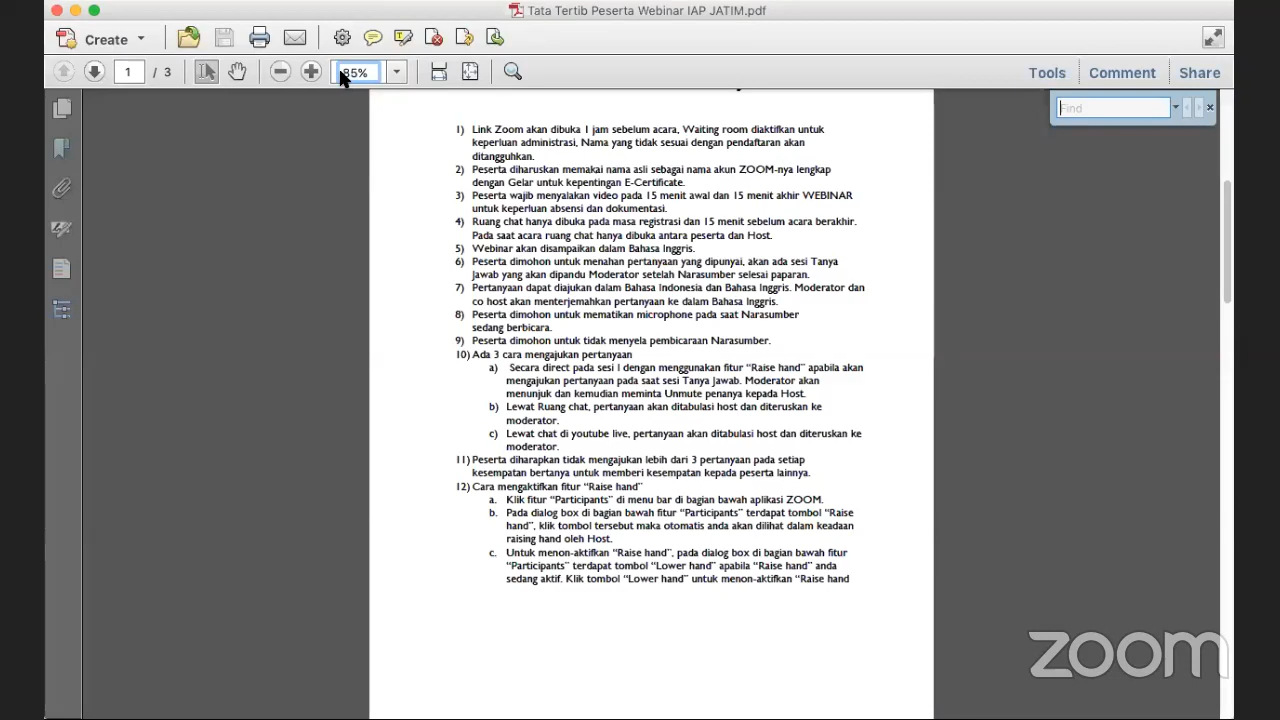 Tata Tertib Peserta Webinar IAP JATIM.pdf
Create
1 / 3
85%
Tools
Comment
Share
Find
1) Link Zoom akan dibuka 1 jam sebelum acara, Waiting room diaktifkan untuk
keperluan administrasi, Nama yang tidak sesuai dengan pendaftaran akan
ditangguhkan.
2) Peserta diharuskan memakai nama asli sebagai nama akun ZOOM-nya lengkap
dengan Gelar untuk kepentingan E-Certificate.
3) Peserta wajib menyalakan video pada 15 menit awal dan 15 menit akhir WEBINAR
untuk keperluan absensi dan dokumentasi.
4) Ruang chat hanya dibuka pada masa registrasi dan 15 menit sebelum acara berakhir.
Pada saat acara ruang chat hanya dibuka antara peserta dan Host.
5) Webinar akan disampaikan dalam Bahasa Inggris.
6) Peserta dimohon untuk menahan pertanyaan yang dipunyai, akan ada sesi Tanya
Jawab yang akan dipandu Moderator setelah Narasumber selesai paparan.
7) Pertanyaan dapat diajukan dalam Bahasa Indonesia dan Bahasa Inggris. Moderator dan
co host akan menterjemahkan pertanyaan ke dalam Bahasa Inggris.
8) Peserta dimohon untuk mematikan microphone pada saat Narasumber
sedang berbicara.
9) Peserta dimohon untuk tidak menyela pembicaraan Narasumber.
10) Ada 3 cara mengajukan pertanyaan
a) Secara direct pada sesi I dengan menggunakan fitur “Raise hand” apabila akan
mengajukan pertanyaan pada saat sesi Tanya Jawab. Moderator akan
menunjuk dan kemudian meminta Unmute penanya kepada Host.
b) Lewat Ruang chat, pertanyaan akan ditabulasi host dan diteruskan ke
moderator.
c) Lewat chat di youtube live, pertanyaan akan ditabulasi host dan diteruskan ke
moderator.
11) Peserta diharapkan tidak mengajukan lebih dari 3 pertanyaan pada setiap
kesempatan bertanya untuk memberi kesempatan kepada peserta lainnya.
12) Cara mengaktifkan fitur “Raise hand”
a. Klik fitur “Participants” di menu bar di bagian bawah aplikasi ZOOM.
b. Pada dialog box di bagian bawah fitur “Participants” terdapat tombol “Raise
hand”, klik tombol tersebut maka otomatis anda akan dilihat dalam keadaan
raising hand oleh Host.
c. Untuk menon-aktifkan “Raise hand”, pada dialog box di bagian bawah fitur
“Participants” terdapat tombol “Lower hand” apabila “Raise hand” anda
sedang aktif. Klik tombol “Lower hand” untuk menon-aktifkan “Raise hand
zoom